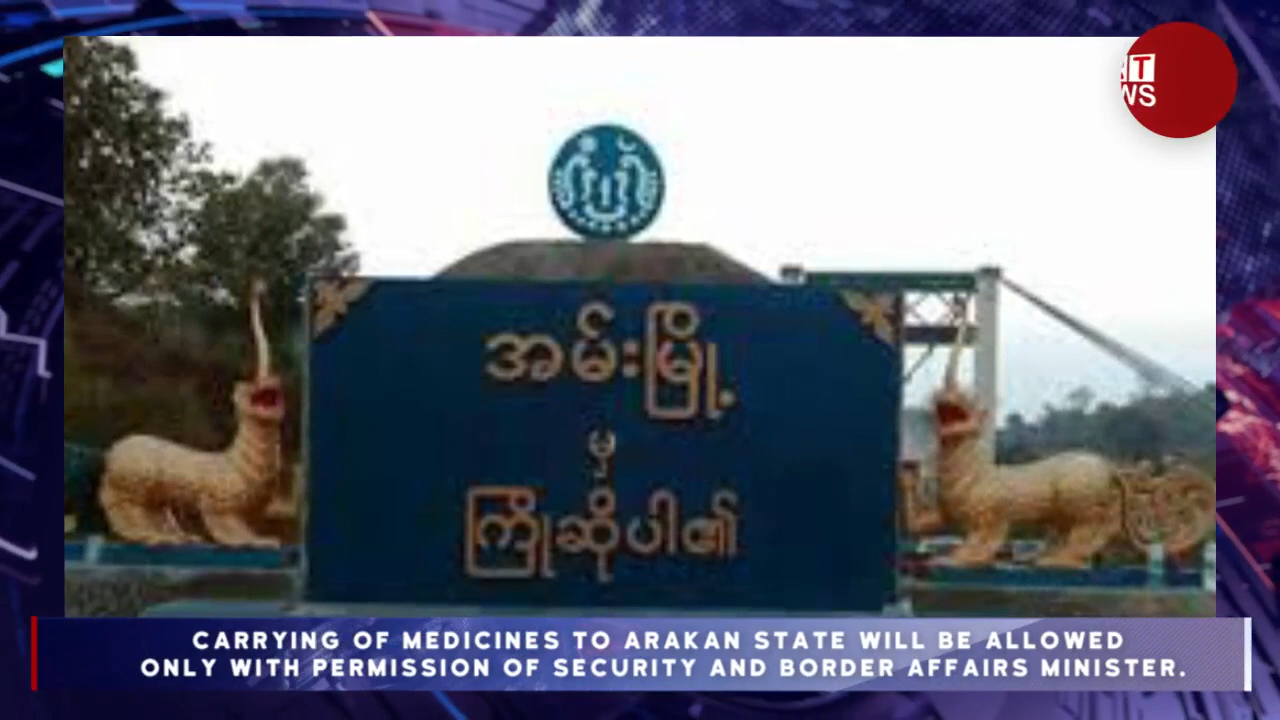 အမ်းမြို့
မှ
ကြိုဆိုပါ၏
CARRYING OF MEDICINES TO ARAKAN STATE WILL BE ALLOWED
ONLY WITH PERMISSION OF SECURITY AND BORDER AFFAIRS MINISTER.